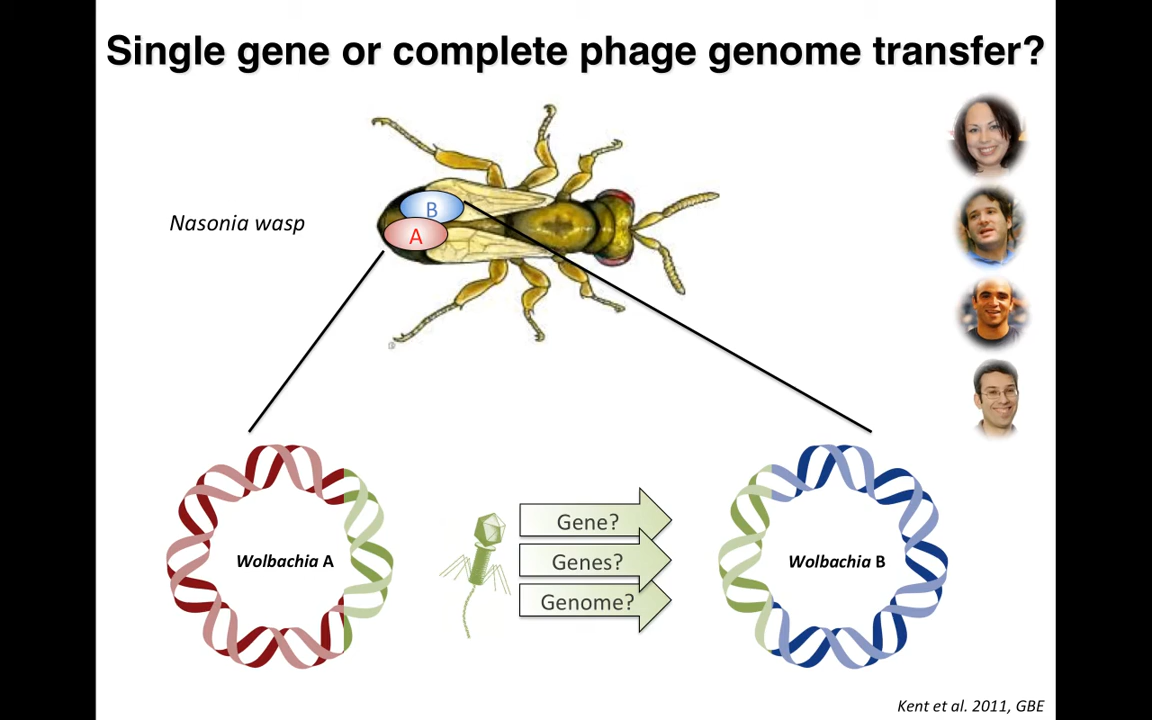 Single gene or complete phage genome transfer?
Nasonia wasp
B
A
Gene?
Genes?
Genome?
Wolbachia A
Wolbachia B
Kent et al. 2011, GBE